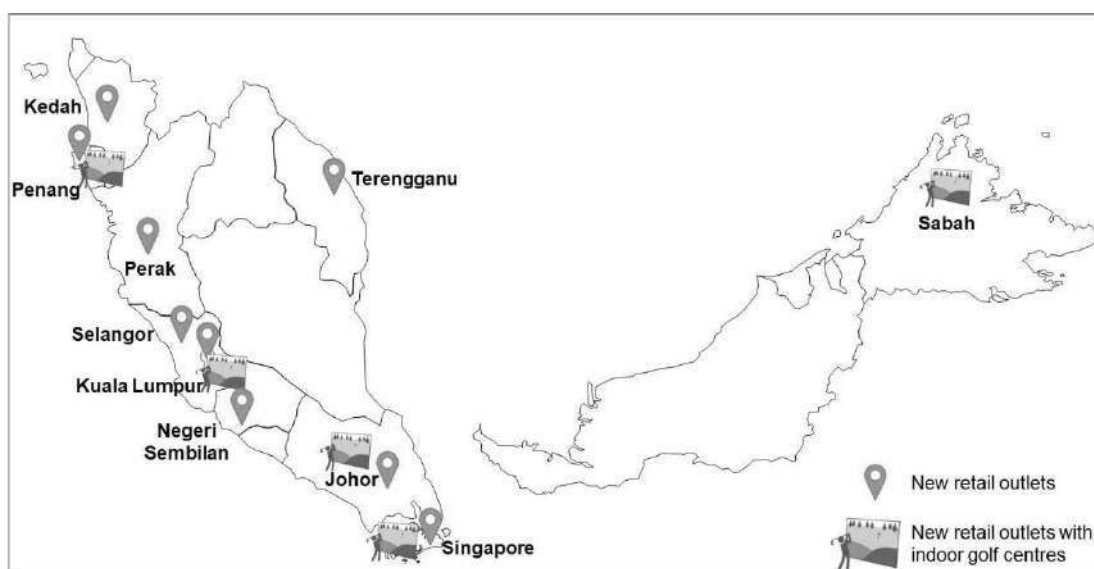 Kedah
Penang
Terengganu
Sabah
Perak
Selangor
Kuala Lumpur
Negeri
Sembilan
Johor
Singapore
New retail outlets
New retail outlets with
indoor golf centres